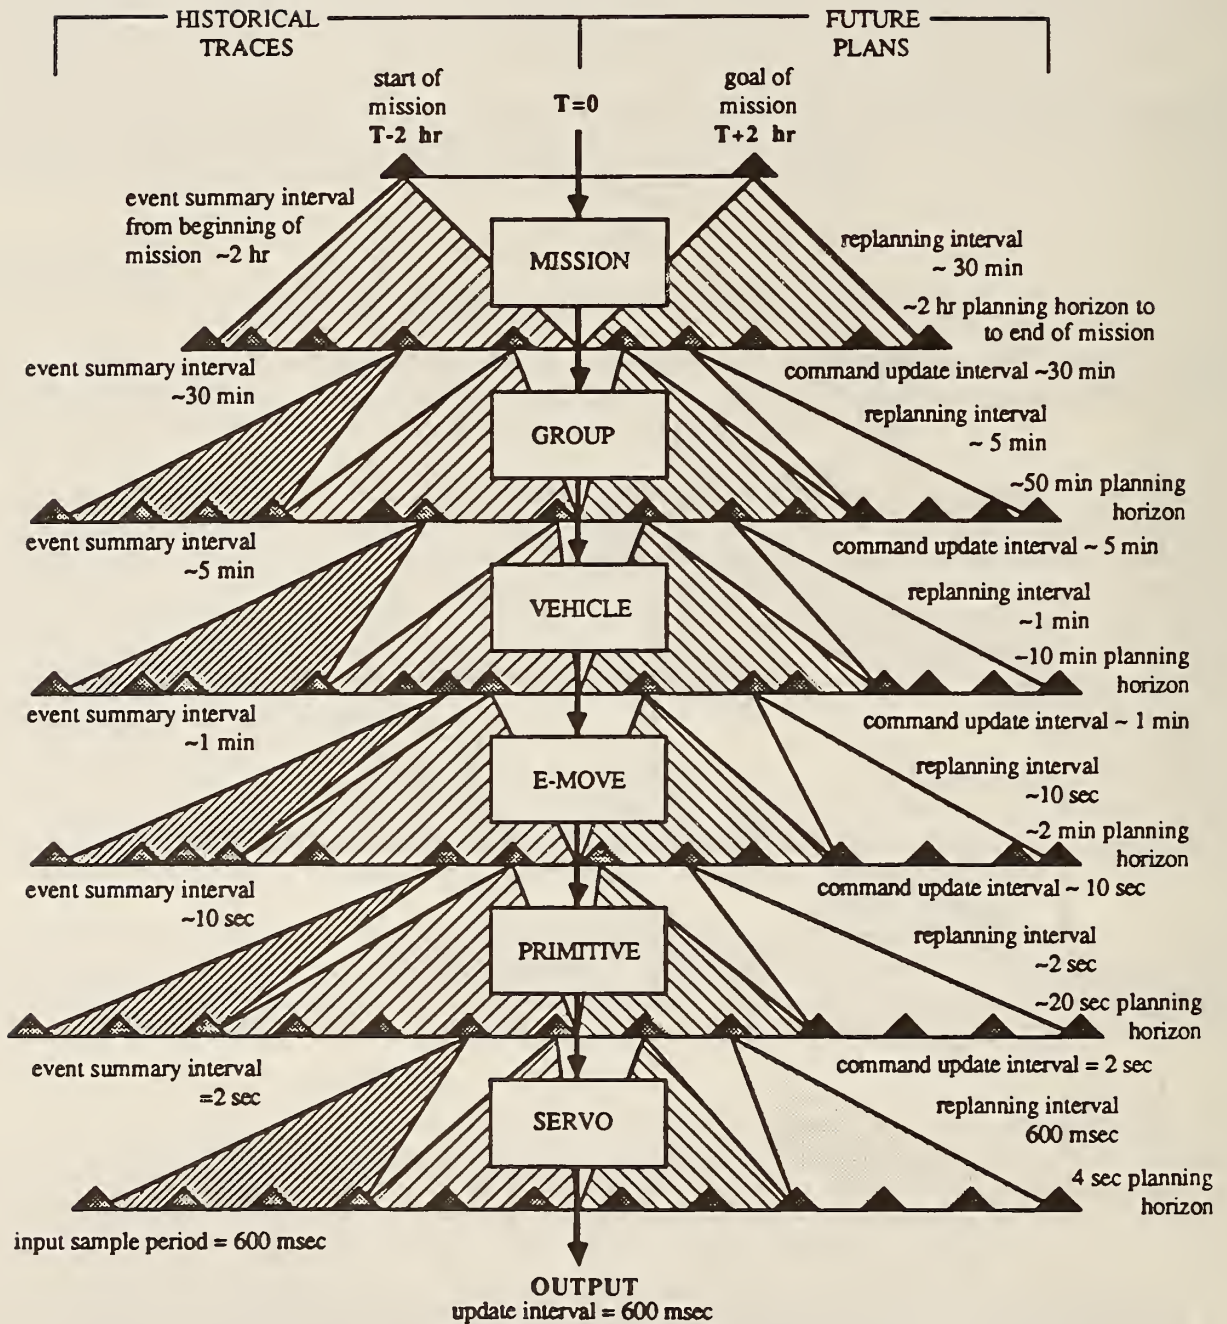 HISTORICAL
TRACES
FUTURE
PLANS
start of
mission
T-2 hr
T=0
goal of
mission
T+2 hr
event summary interval
from beginning of
mission ~2 hr
MISSION
replanning interval
~ 30 min
~2 hr planning horizon to
to end of mission
event summary interval
~30 min
command update interval ~30 min
GROUP
replanning interval
~ 5 min
~50 min planning
horizon
event summary interval
~5 min
command update interval ~ 5 min
VEHICLE
replanning interval
~1 min
~10 min planning
horizon
event summary interval
~1 min
command update interval ~ 1 min
E-MOVE
replanning interval
~10 sec
~2 min planning
horizon
event summary interval
~10 sec
command update interval ~ 10 sec
PRIMITIVE
replanning interval
~2 sec
~20 sec planning
horizon
event summary interval
=2 sec
command update interval = 2 sec
SERVO
replanning interval
600 msec
4 sec planning
horizon
input sample period = 600 msec
OUTPUT
update interval = 600 msec